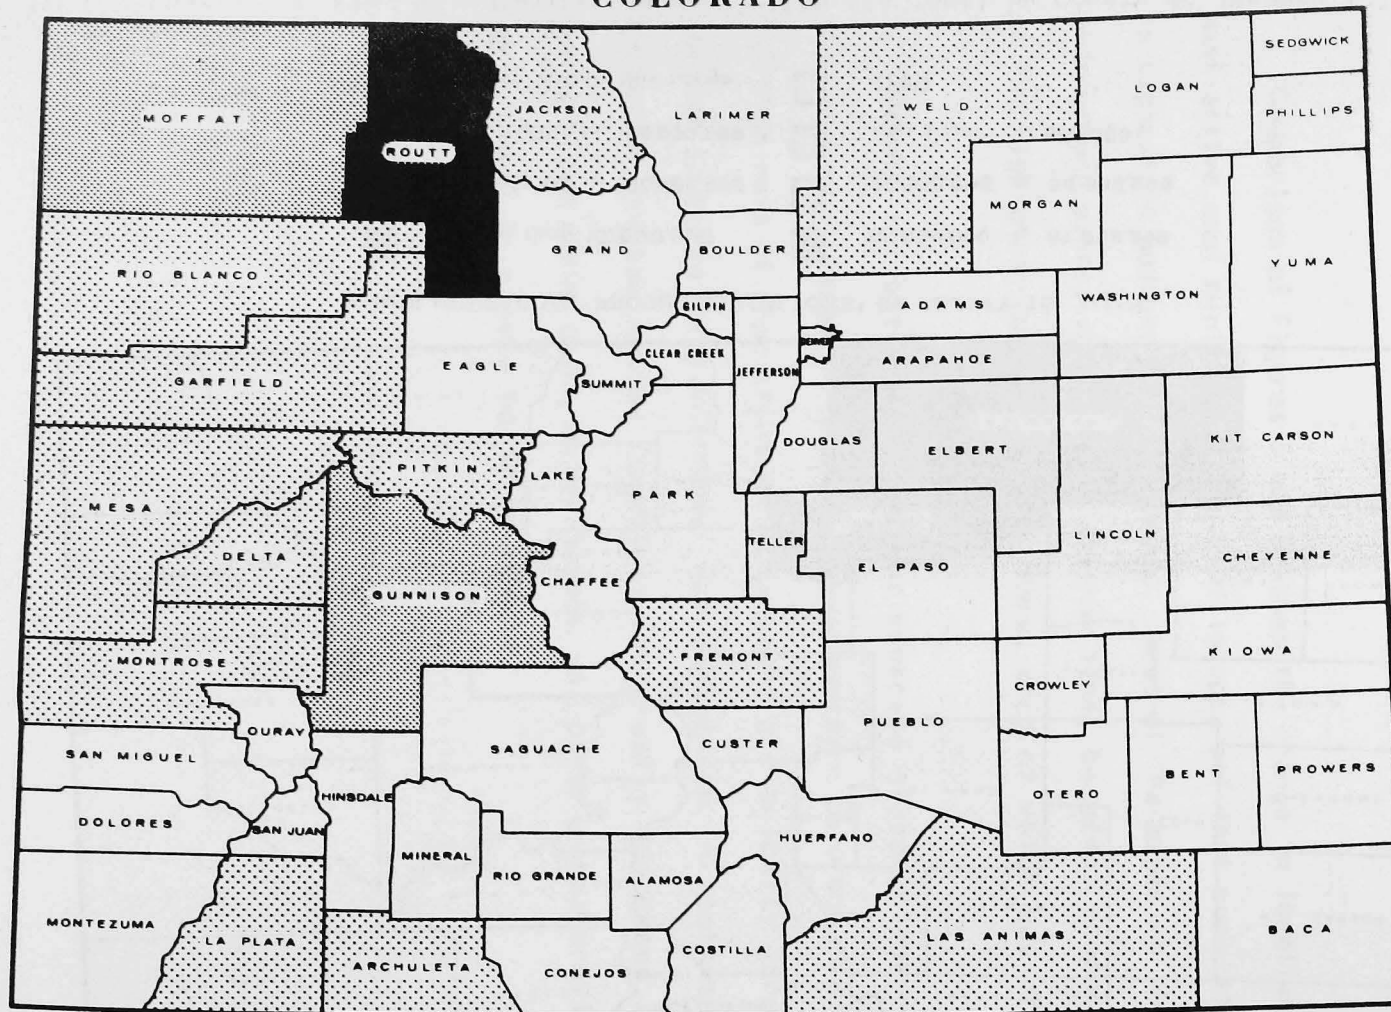 COLORADO
SEDGWICK
LOGAN
MOFFAT
JACKSON
LARIMER
WELD
PHILLIPS
ROUTT
MORGAN
GRAND
BOULDER
YUMA
RIO BLANCO
WASHINGTON
GILPIN
ADAMS
DENVER
CLEAR CREEK
ARAPAHOE
EAGLE
JEFFERSON
GARFIELD
SUMMIT
DOUGLAS
ELBERT
KIT CARSON
PITKIN
LAKE
PARK
MESA
TELLER
LINCOLN
DELTA
CHEYENNE
EL PASO
CHAFFEE
GUNNISON
MONTROSE
FREMONT
KIOWA
CROWLEY
OURAY
PUEBLO
SAN MIGUEL
SAGUACHE
CUSTER
BENT
PROWERS
HINSDALE
OTERO
DOLORES
SAN JUAN
HUERFANO
MINERAL
RIO GRANDE
ALAMOSA
MONTEZUMA
LA PLATA
LAS ANIMAS
BACA
COSTILLA
ARCHULETA
CONEJOS